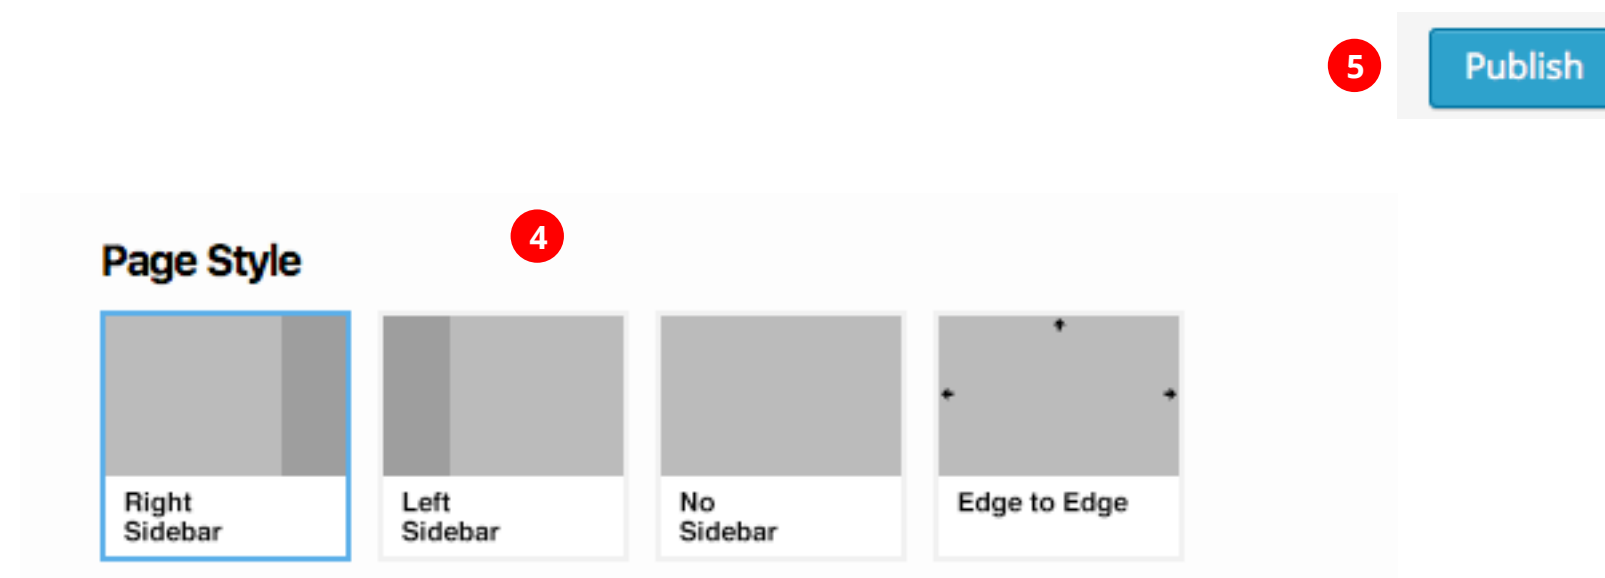 5
Publish
4
Page Style
Right
Sidebar
Left
Sidebar
No
Sidebar
Edge to Edge